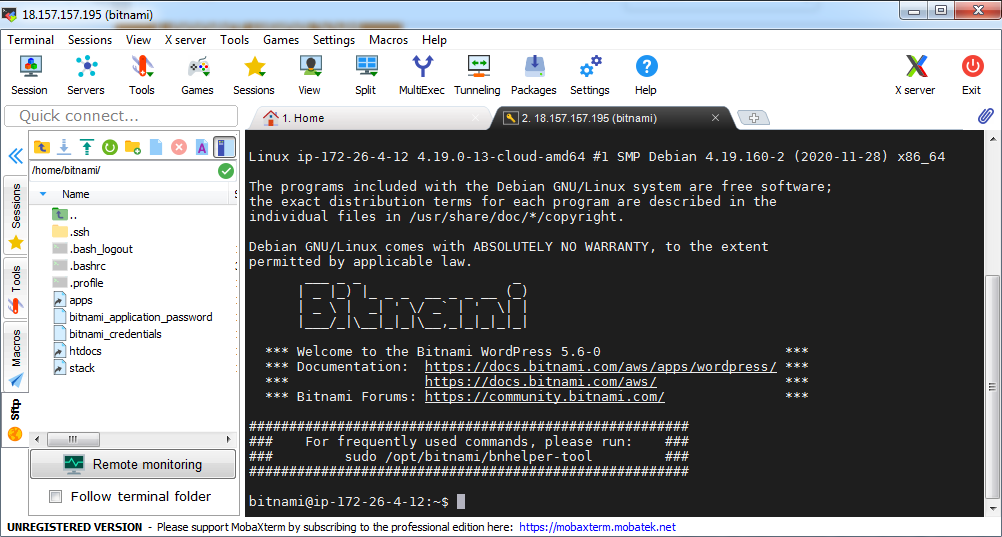 18.157.157.195 (bitnami)
Terminal Sessions View X server Tools Games Settings Macros Help
Session Servers Tools Games Sessions View Split MultiExec Tunneling Packages Settings Help X server Exit
Quick connect...
1. Home
2. 18.157.157.195 (bitnami)
Sessions
Tools
Macros
Sftp
/home/bitnami/
Name
..
.ssh
.bash_logout
.bashrc
.profile
apps
bitnami_application_password
bitnami_credentials
htdocs
stack
Remote monitoring
Follow terminal folder
Linux ip-172-26-4-12 4.19.0-13-cloud-amd64 #1 SMP Debian 4.19.160-2 (2020-11-28) x86_64
The programs included with the Debian GNU/Linux system are free software;
the exact distribution terms for each program are described in the
individual files in /usr/share/doc/*/copyright.
Debian GNU/Linux comes with ABSOLUTELY NO WARRANTY, to the extent
permitted by applicable law.
Bitnami
*** Welcome to the Bitnami WordPress 5.6-0 ***
*** Documentation: https://docs.bitnami.com/aws/apps/wordpress/ ***
*** https://docs.bitnami.com/aws/ ***
*** Bitnami Forums: https://community.bitnami.com/ ***
#######################################################
### For frequently used commands, please run: ###
### sudo /opt/bitnami/bnhelper-tool ###
#######################################################
bitnami@ip-172-26-4-12:~$
UNREGISTERED VERSION - Please support MobaXterm by subscribing to the professional edition here: https://mobaxterm.mobatek.net